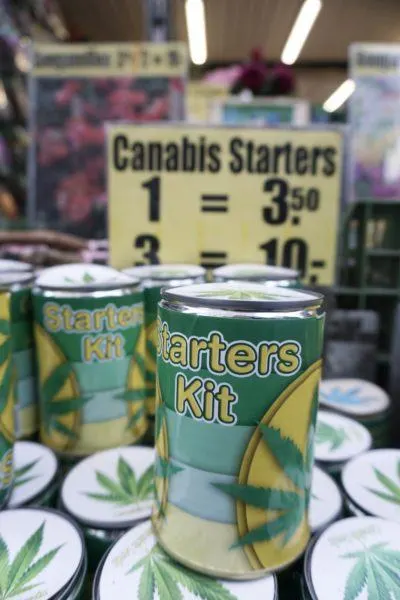 Canabis Starters
1 = 3.50
3 = 10.-
Starters
Kit
Starters
Kit